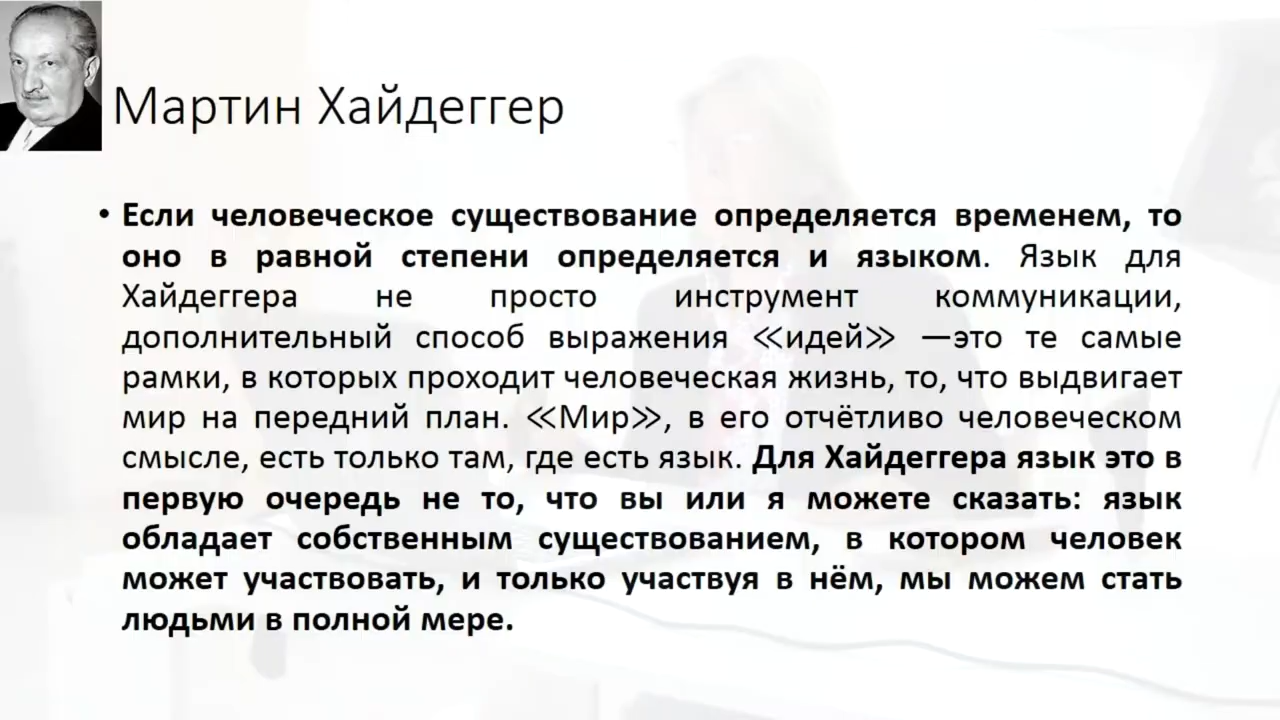 Мартин Хайдеггер
• Если человеческое существование определяется временем, то
оно в равной степени определяется и языком. Язык для
Хайдеггера не просто инструмент коммуникации,
дополнительный способ выражения ≪идей≫ —это те самые
рамки, в которых проходит человеческая жизнь, то, что выдвигает
мир на передний план. ≪Мир≫, в его отчётливо человеческом
смысле, есть только там, где есть язык. Для Хайдеггера язык это в
первую очередь не то, что вы или я можете сказать: язык
обладает собственным существованием, в котором человек
может участвовать, и только участвуя в нём, мы можем стать
людьми в полной мере.